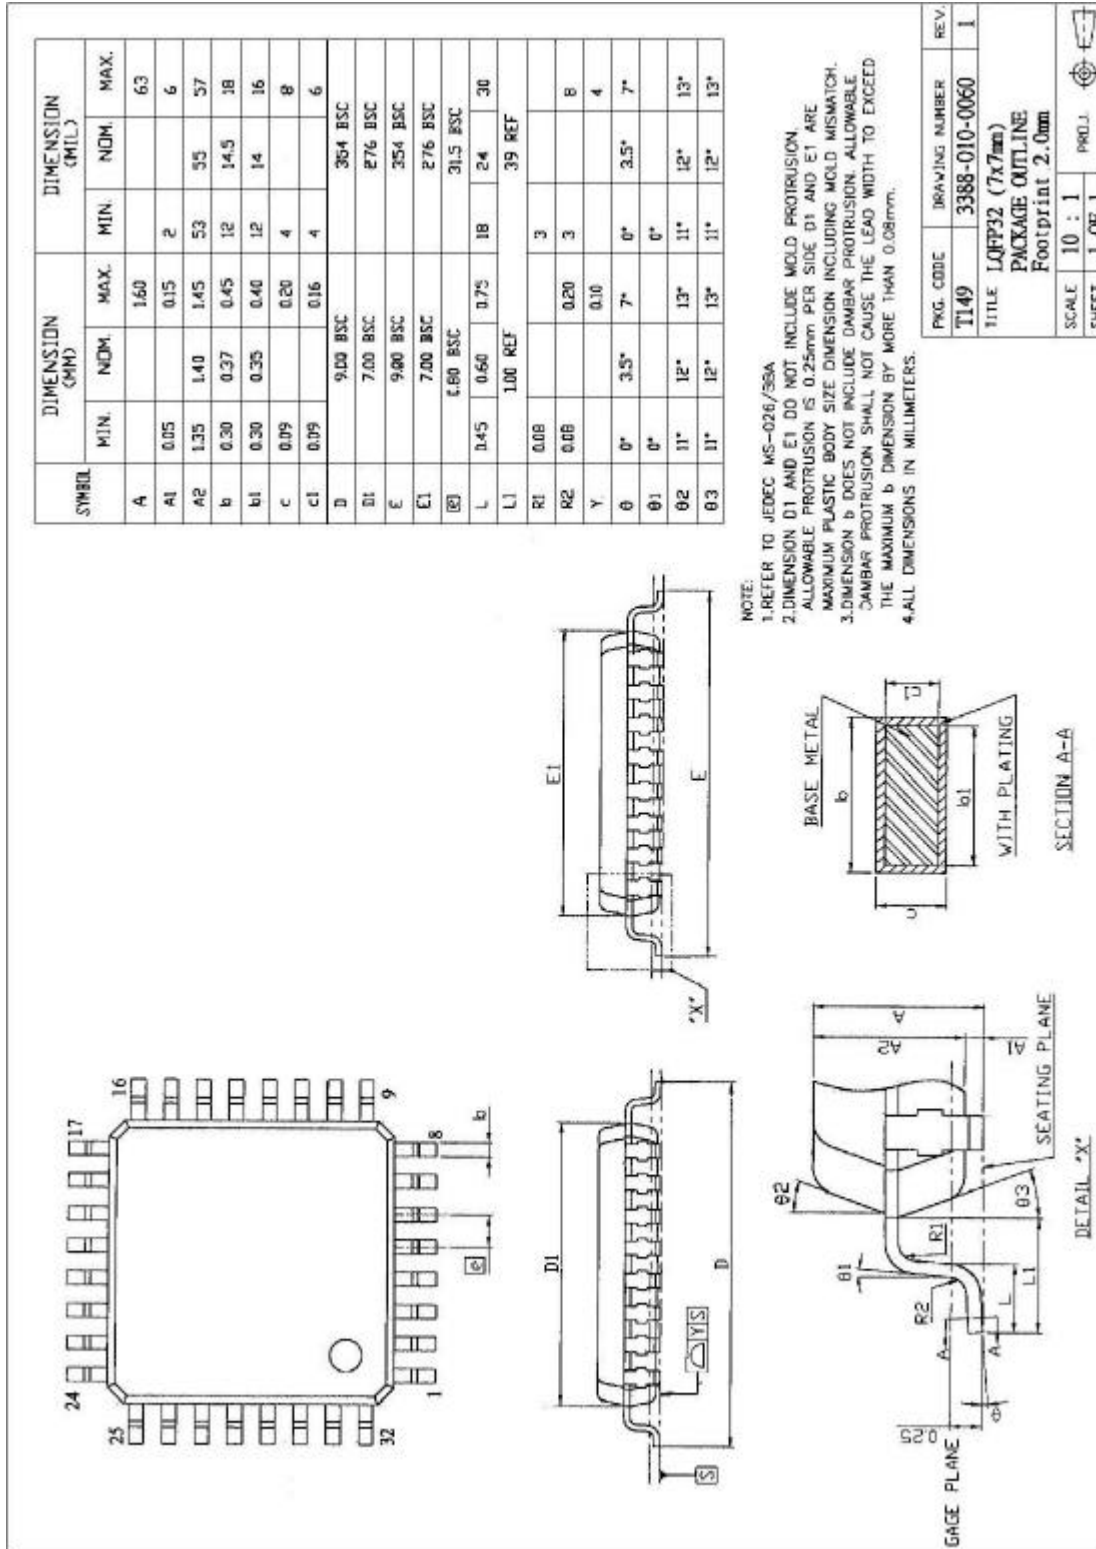 SYMBOL DIMENSION (MM) DIMENSION (MIL)
MIN. NOM. MAX. MIN. NOM. MAX.
A 1.60 63
A1 0.05 0.15 2 6
A2 1.35 1.40 1.45 53 55 57
b 0.30 0.37 0.45 12 14.5 18
b1 0.30 0.35 0.40 12 14 16
c 0.09 0.20 4 8
c1 0.09 0.16 4 6
D 9.00 BSC 354 BSC
D1 7.00 BSC 276 BSC
E 9.00 BSC 354 BSC
E1 7.00 BSC 276 BSC
e 0.80 BSC 31.5 BSC
L 0.45 0.60 0.75 18 24 30
L1 1.00 REF 39 REF
R1 0.08 3
R2 0.08 0.20 3 8
Y 0.10 4
θ 0° 3.5° 7° 0° 3.5° 7°
θ1 0° 0°
θ2 11° 12° 13° 11° 12° 13°
θ3 11° 12° 13° 11° 12° 13°
24
17
25
16
32
9
1
8
e
b
D1
D
Y S
S
E1
E
"X"
NOTE:
1.REFER TO JEDEC MS-026/BBA
2.DIMENSION D1 AND E1 DO NOT INCLUDE MOLD PROTRUSION.
ALLOWABLE PROTRUSION IS 0.25mm PER SIDE D1 AND E1 ARE
MAXIMUM PLASTIC BODY SIZE DIMENSION INCLUDING MOLD MISMATCH.
3.DIMENSION b DOES NOT INCLUDE DAMBAR PROTRUSION. ALLOWABLE
DAMBAR PROTRUSION SHALL NOT CAUSE THE LEAD WIDTH TO EXCEED
THE MAXIMUM b DIMENSION BY MORE THAN 0.08mm.
4.ALL DIMENSIONS IN MILLIMETERS.
GAGE PLANE
0.25
θ
A
A
R2
θ1
R1
L
L1
θ2
θ3
A2
A
A1
SEATING PLANE
DETAIL "X"
BASE METAL
b
c
c1
b1
WITH PLATING
SECTION A-A
PKG. CODE DRAWING NUMBER REV.
T149 3388-010-0060 1
TITLE LQFP32 (7x7mm)
PACKAGE OUTLINE
Footprint 2.0mm
SCALE 10 : 1 PROJ.
SHEET 1 OF 1